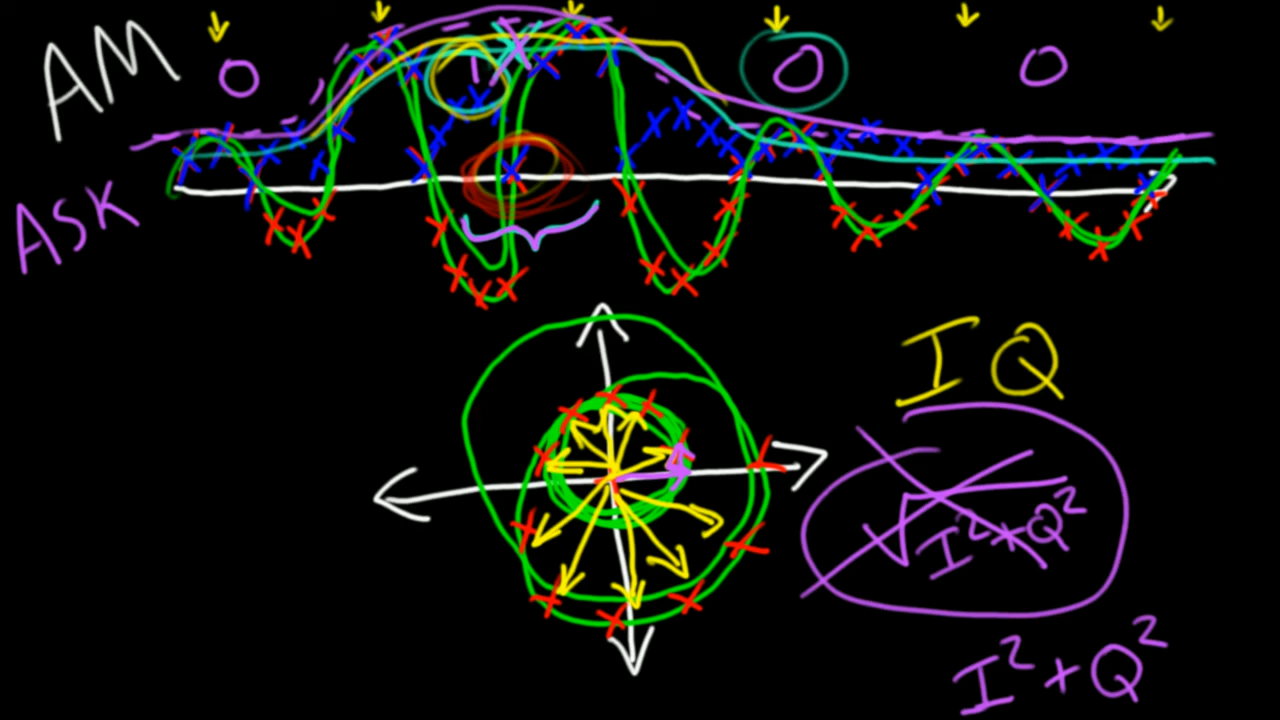 AM
0 1 0 0
ASK
IQ
√I²+Q²
I²+Q²